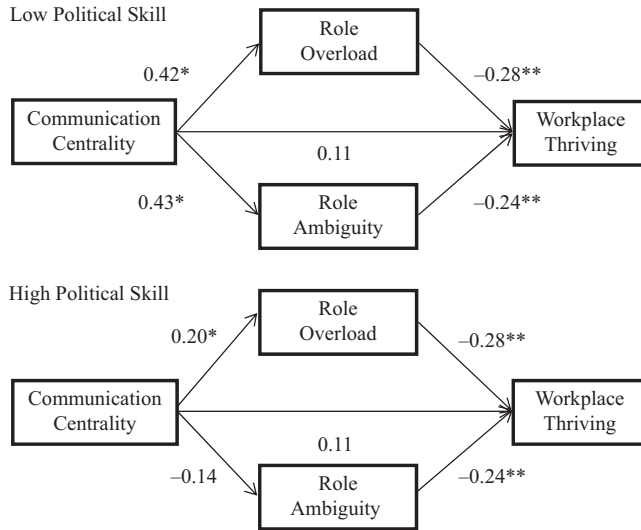 Low Political Skill
Role
Overload
0.42*
–0.28**
Communication
Centrality
Workplace
Thriving
0.11
0.43*
Role
Ambiguity
–0.24**
High Political Skill
Role
Overload
0.20*
–0.28**
Communication
Centrality
Workplace
Thriving
0.11
–0.14
Role
Ambiguity
–0.24**